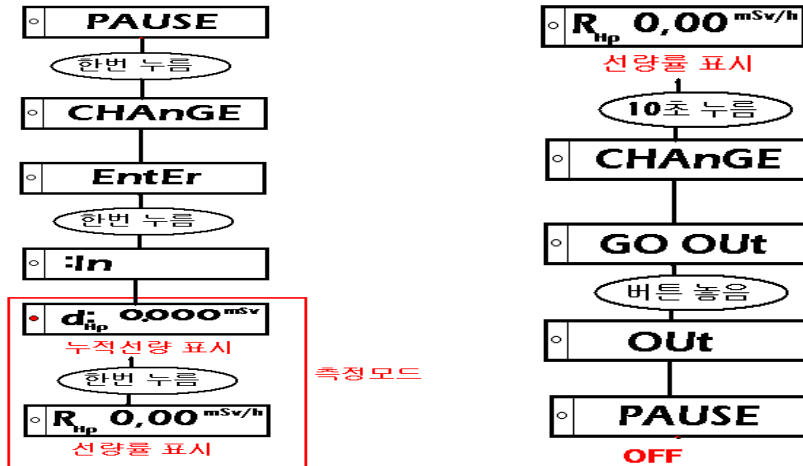 PAUSE
한번 누름
CHAnGE
EntEr
한번 누름
:In
d: Hp 0.000 mSv
누적선량 표시
한번 누름
R Hp 0,00 mSv/h
선량률 표시
측정모드
R Hp 0,00 mSv/h
선량률 표시
10초 누름
CHAnGE
GO OUt
버튼 놓음
OUt
PAUSE
OFF